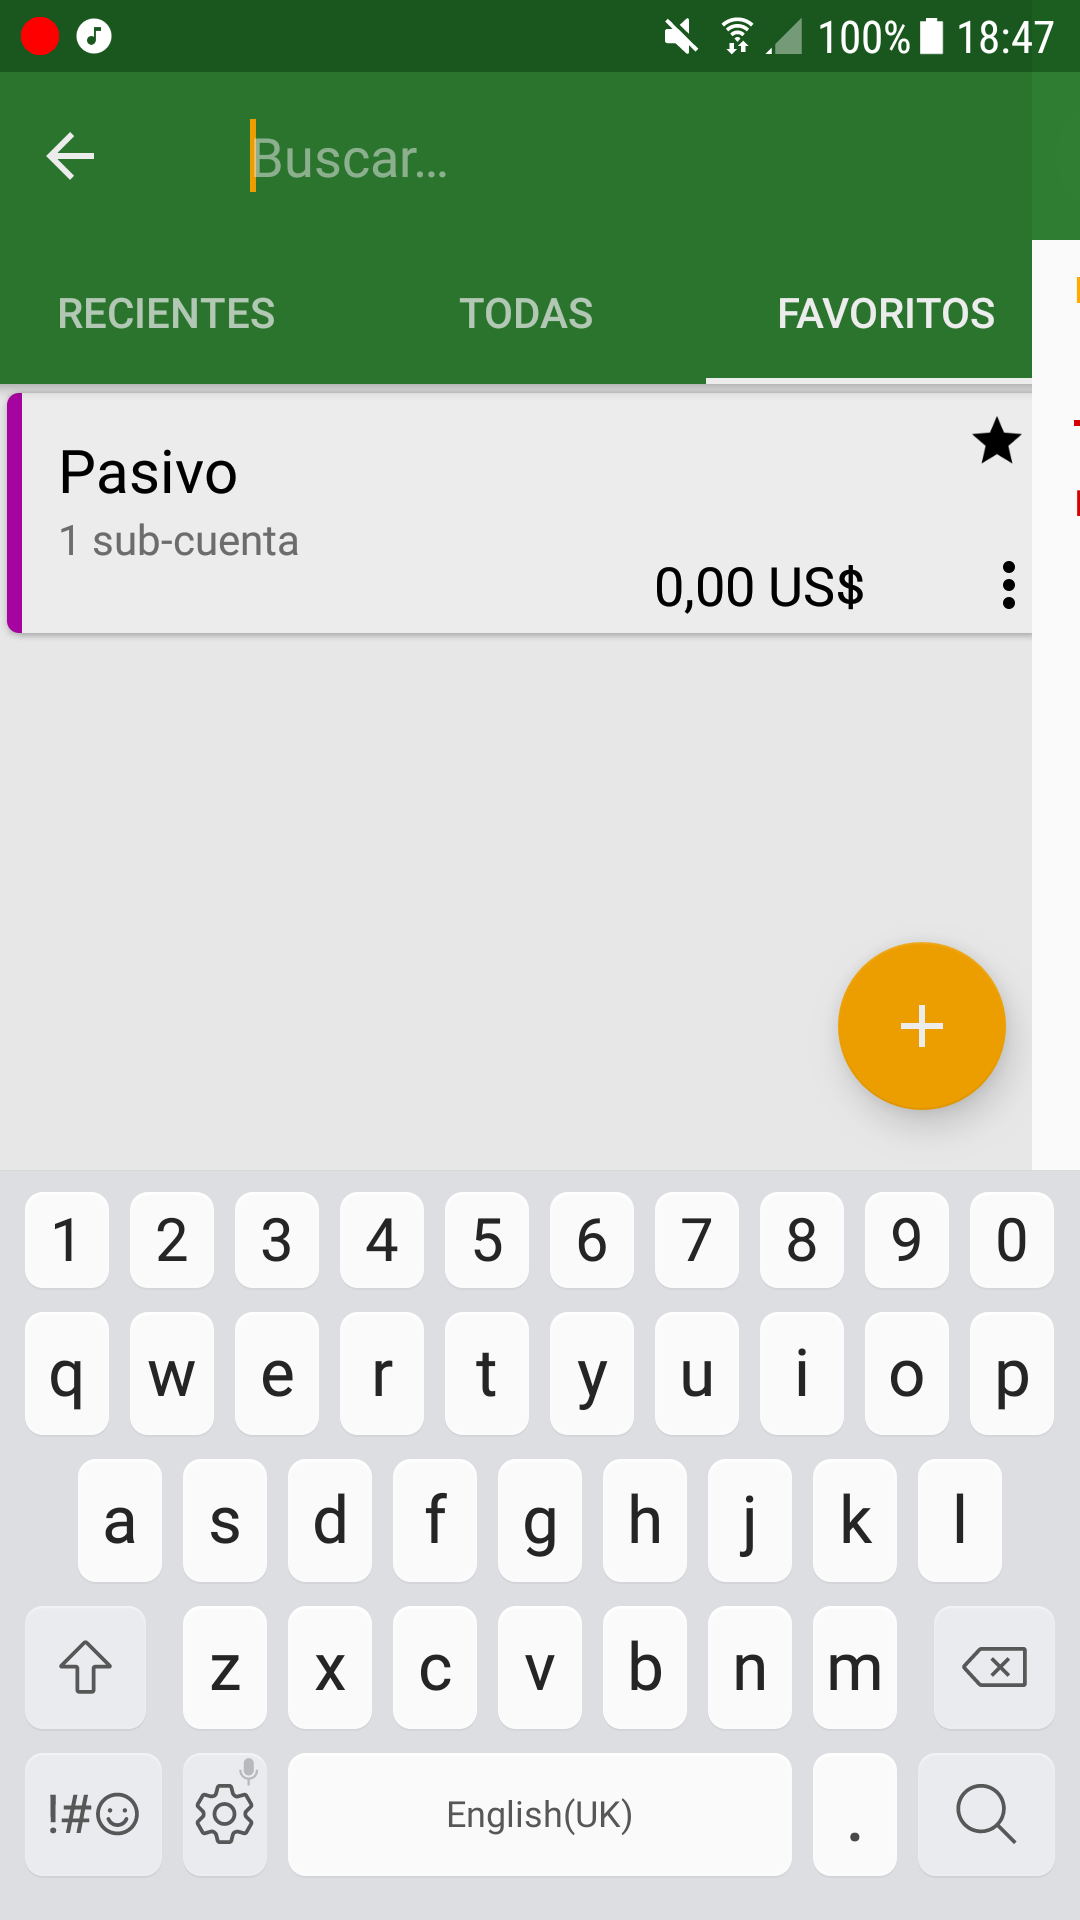 100% 18:47
Buscar...
RECIENTES TODAS FAVORITOS
Pasivo
1 sub-cuenta
0,00 US$
1 2 3 4 5 6 7 8 9 0
q w e r t y u i o p
a s d f g h j k l
z x c v b n m
!# English(UK) .